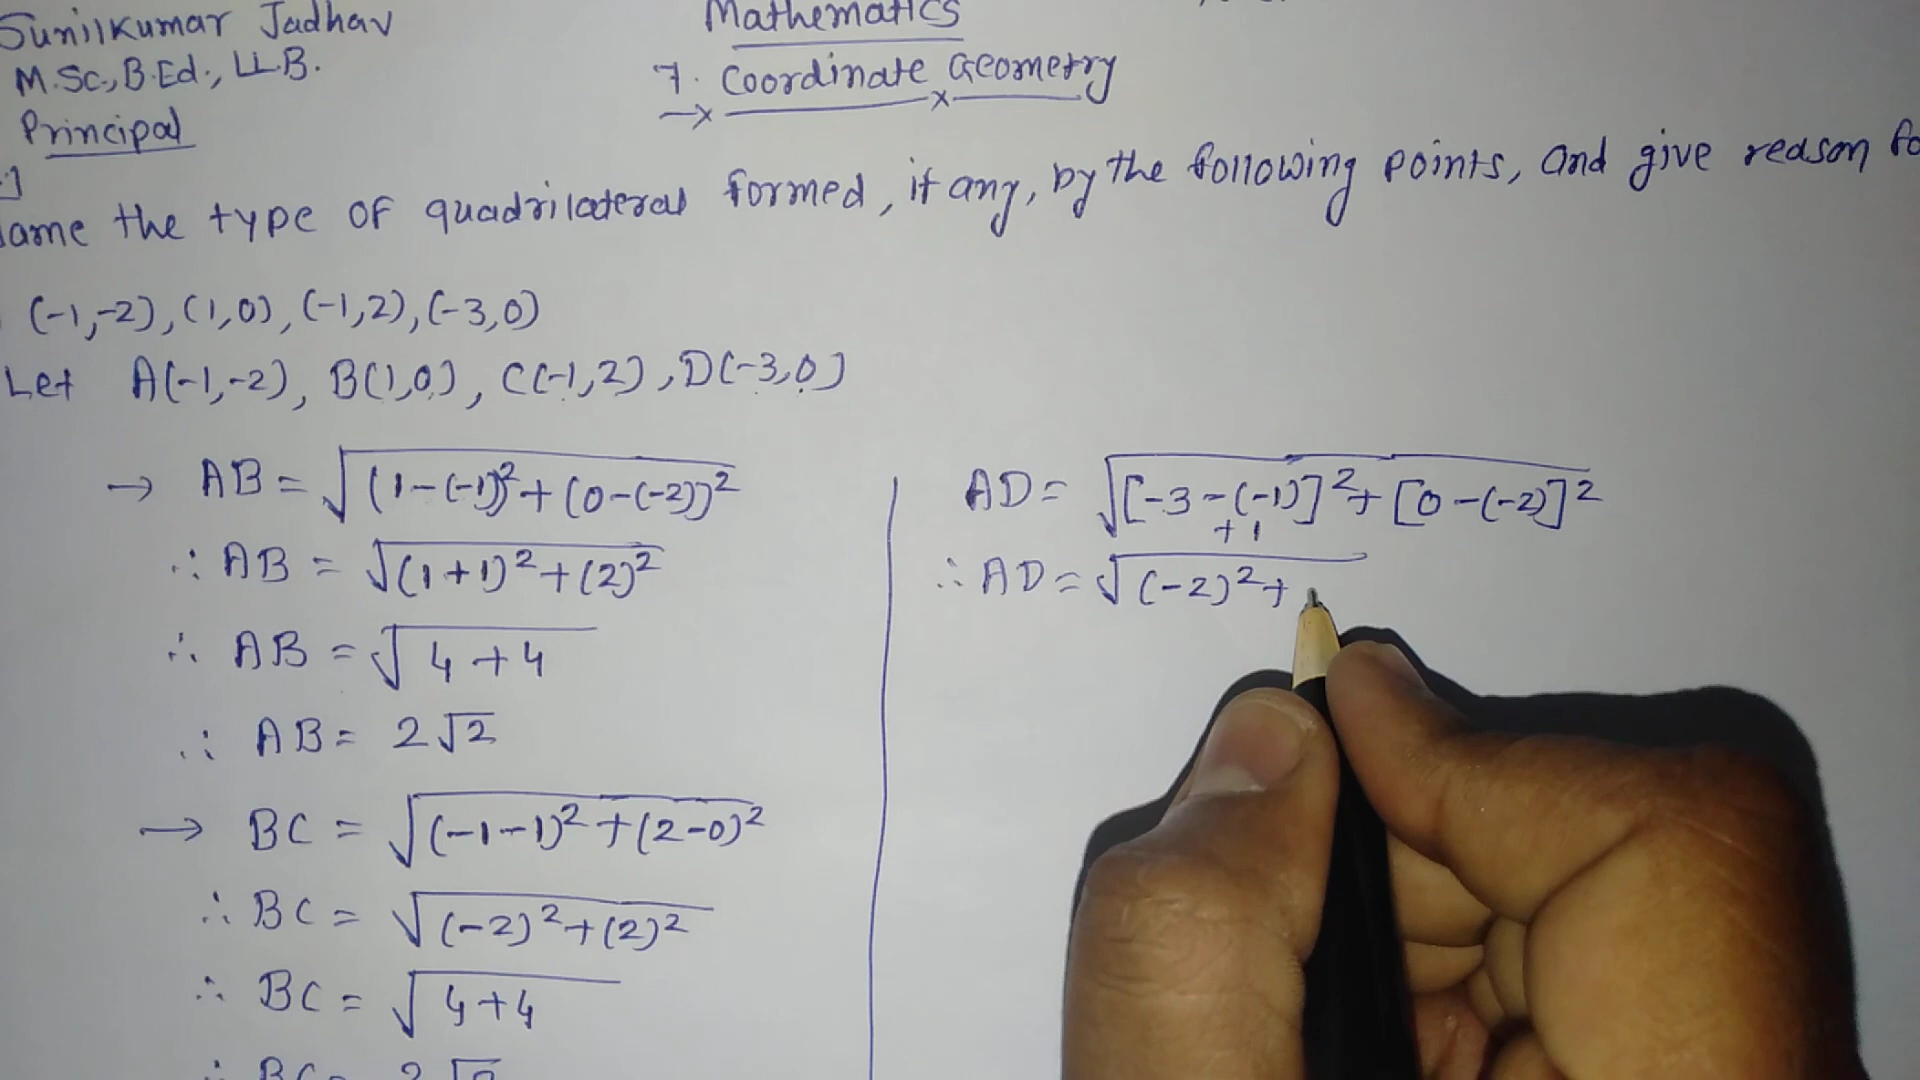 Sunilkumar Jadhav
M.Sc., B.Ed., LL.B.
Principal
Mathematics
7. Coordinate Geometry
ame the type of quadrilateral formed, if any, by the following points, and give reason fo
(-1,-2), (1,0), (-1,2), (-3,0)
Let A(-1,-2), B(1,0), C(-1,2), D(-3,0)
→ AB = √(1-(-1))²+(0-(-2))²
∴ AB = √(1+1)²+(2)²
∴ AB = √4+4
∴ AB = 2√2
→ BC = √(-1-1)²+(2-0)²
∴ BC = √(-2)²+(2)²
∴ BC = √4+4
∴ BC = 2√2
AD = √[-3-(-1)]²+[0-(-2)]²
+1
∴ AD = √(-2)²+